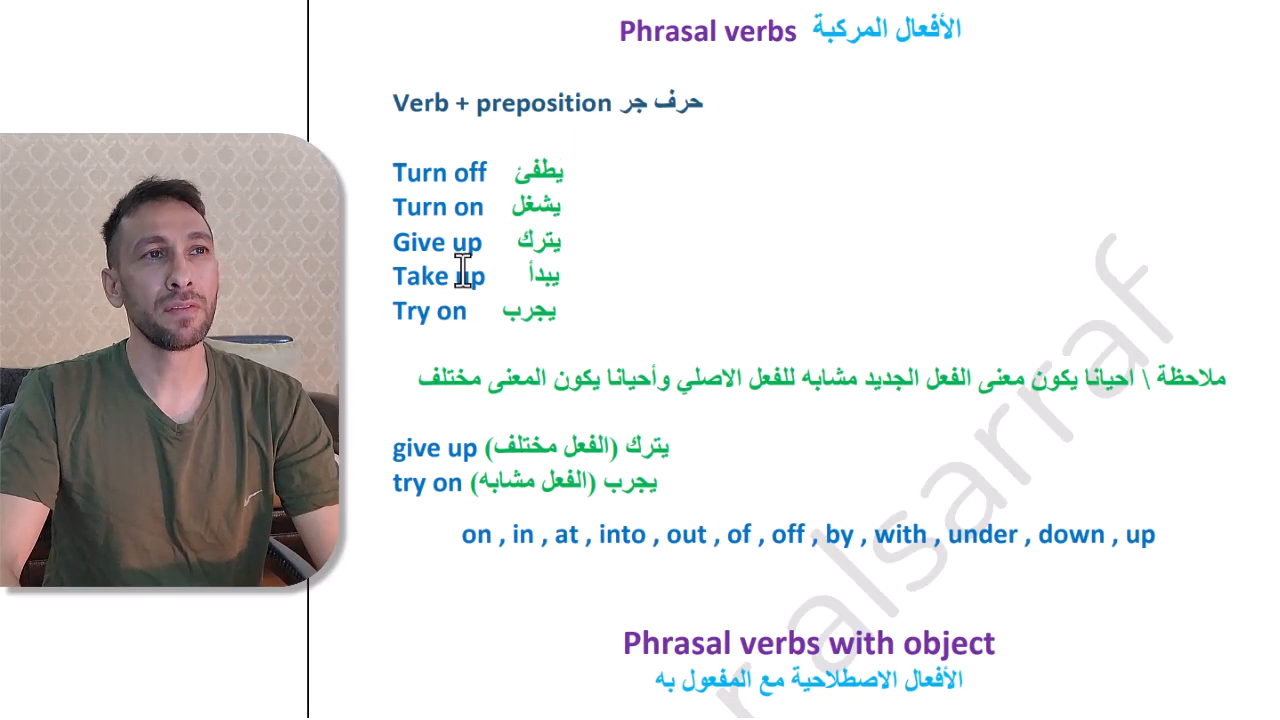 Phrasal verbs الأفعال المركبة
Verb + preposition حرف جر
Turn off يطفئ
Turn on يشغل
Give up يترك
Take up يبدأ
Try on يجرب
ملاحظة \ احيانا يكون معنى الفعل الجديد مشابه للفعل الاصلي وأحيانا يكون المعنى مختلف
give up يترك (الفعل مختلف)
try on يجرب (الفعل مشابه)
on , in , at , into , out , of , off , by , with , under , down , up
Phrasal verbs with object
الأفعال الاصطلاحية مع المفعول به
r alsarraf